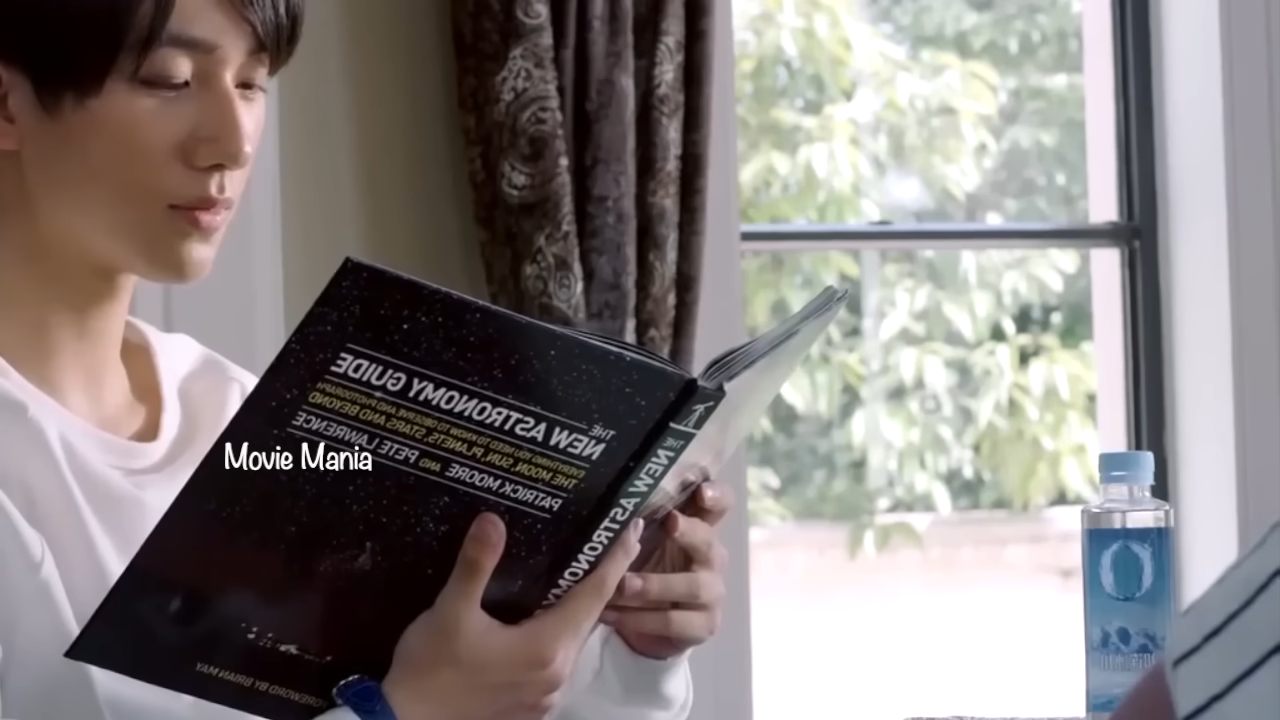 THE
NEW ASTRONOMY GUIDE
EVERYTHING YOU NEED TO KNOW TO OBSERVE AND PHOTOGRAPH
THE MOON, SUN, PLANETS, STARS AND BEYOND
PATRICK MOORE AND PETE LAWRENCE
FOREWORD BY BRIAN MAY
THE NEW ASTRONOMY
Movie Mania